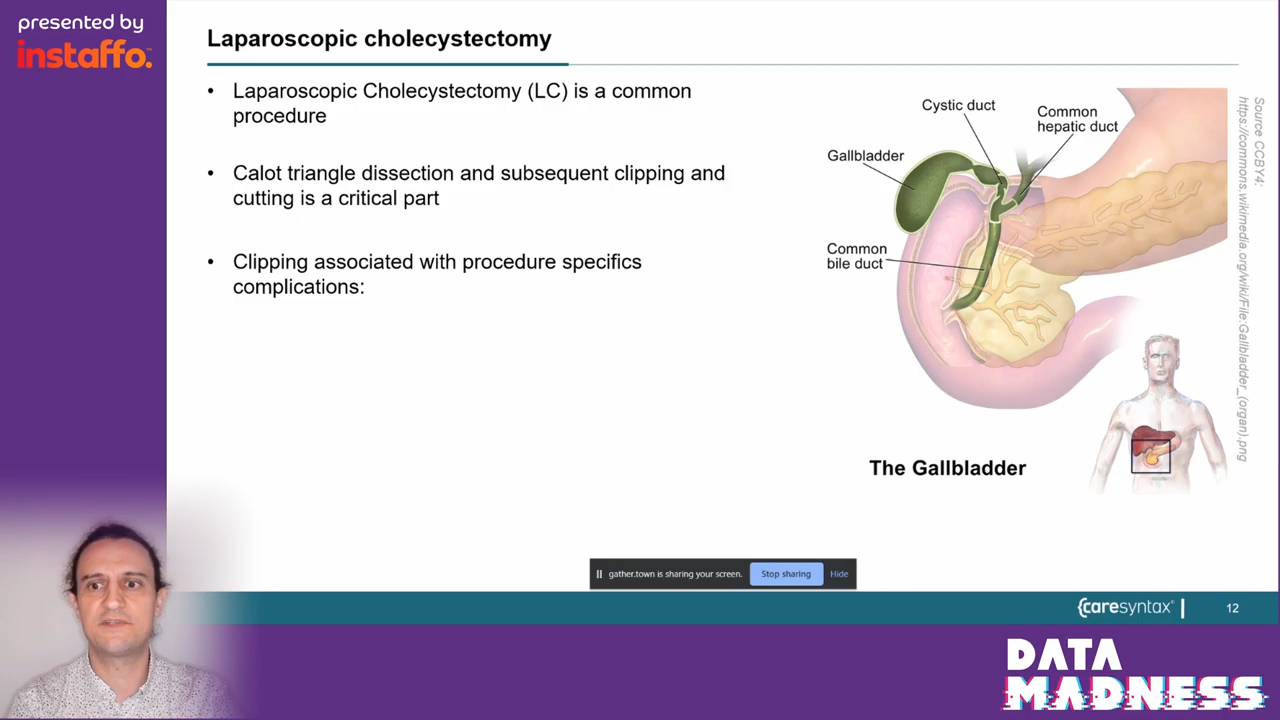 presented by
instaffo.
Laparoscopic cholecystectomy
• Laparoscopic Cholecystectomy (LC) is a common
procedure
• Calot triangle dissection and subsequent clipping and
cutting is a critical part
• Clipping associated with procedure specifics
complications:
Cystic duct
Common
hepatic duct
Gallbladder
Common
bile duct
The Gallbladder
Source CCBY4:
https://commons.wikimedia.org/wiki/File:Gallbladder_(organ).png
gather.town is sharing your screen.
Stop sharing
Hide
{caresyntax®
12
DATA
MADNESS